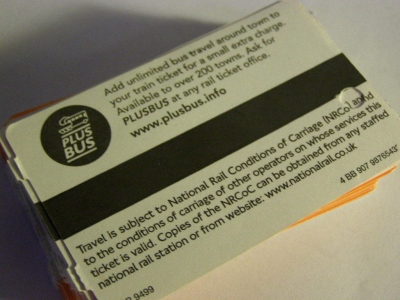 Add unlimited bus travel around town to
your train ticket for a small extra charge.
Available to over 200 towns. Ask for
PLUSBUS at any rail ticket office.
www.plusbus.info
PLUS
BUS
Travel is subject to National Rail Conditions of Carriage (NRCoC) and
to the conditions of carriage of other operators on whose services this
ticket is valid. Copies of the NRCoC can be obtained from any staffed
national rail station or from website: www.nationalrail.co.uk
4 BB 907 9876543
9499